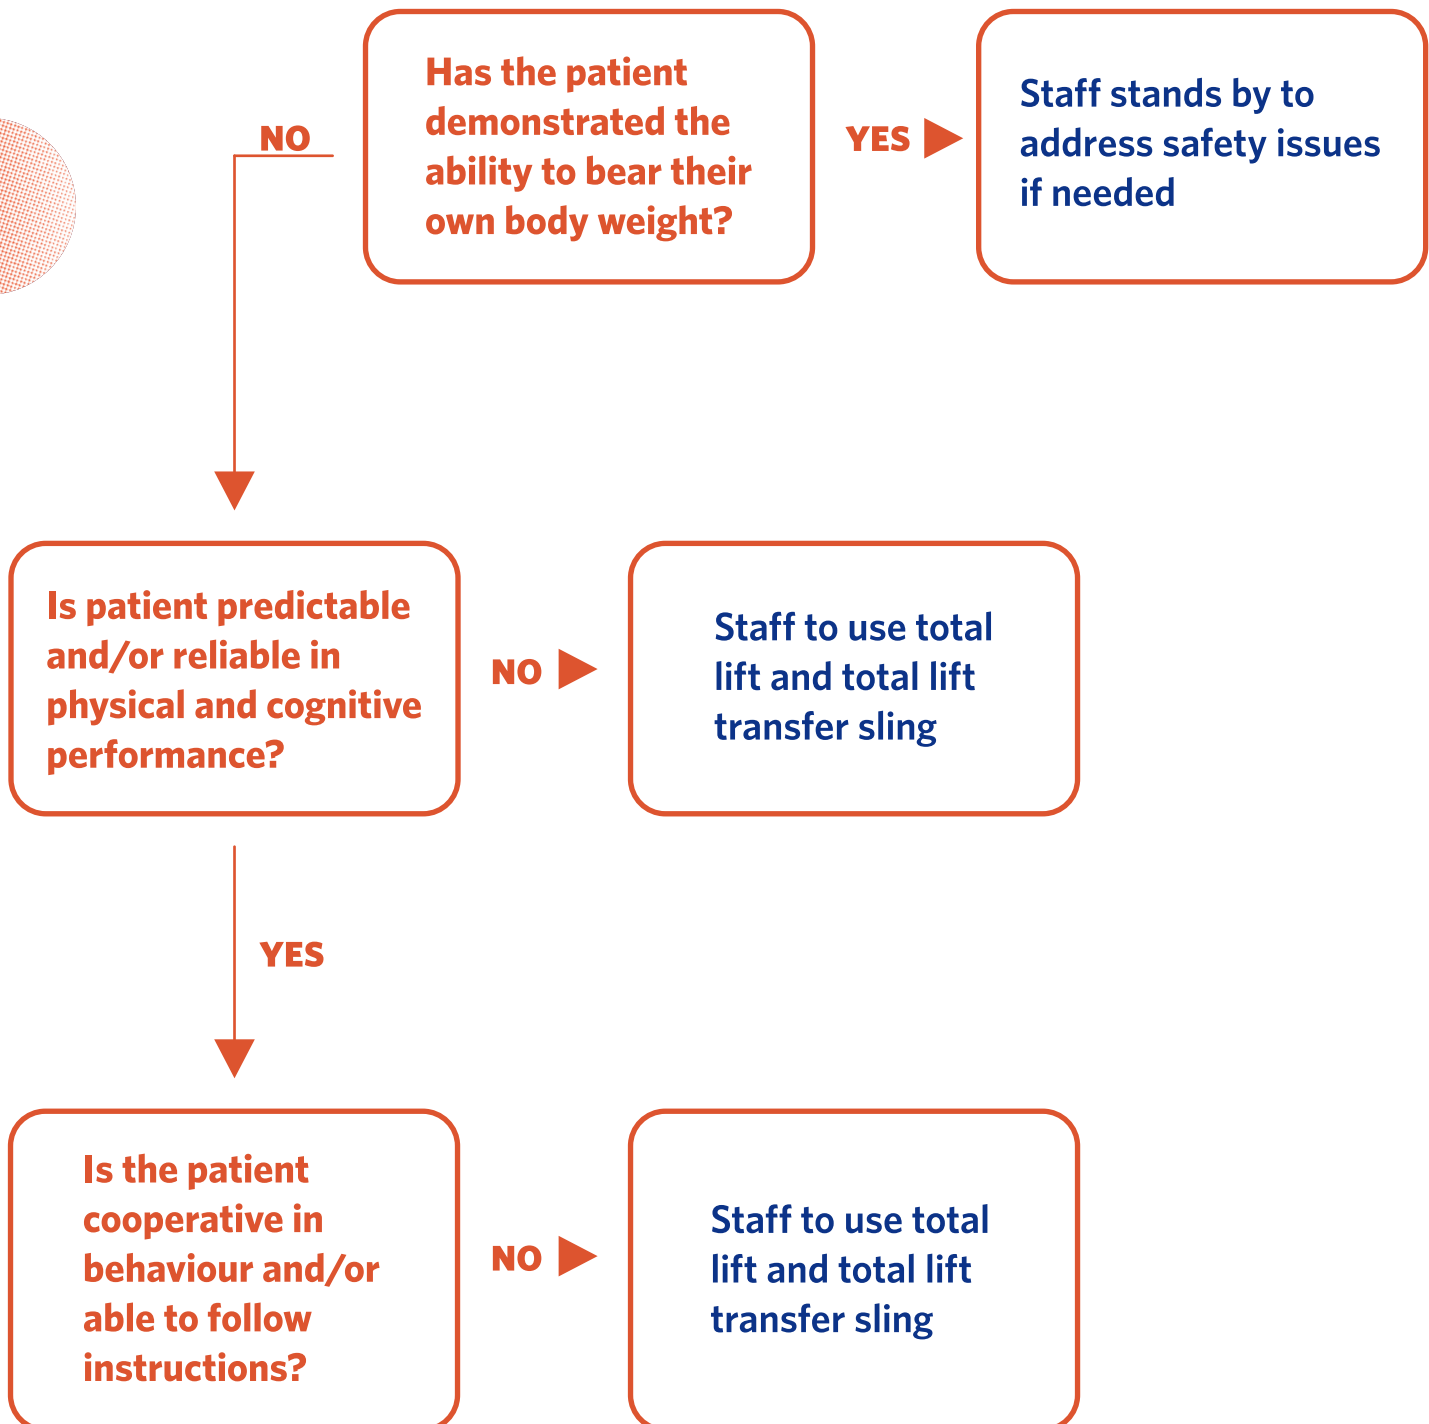 Has the patient
demonstrated the
ability to bear their
own body weight?
NO
YES
Staff stands by to
address safety issues
if needed
Is patient predictable
and/or reliable in
physical and cognitive
performance?
NO
Staff to use total
lift and total lift
transfer sling
YES
Is the patient
cooperative in
behaviour and/or
able to follow
instructions?
NO
Staff to use total
lift and total lift
transfer sling